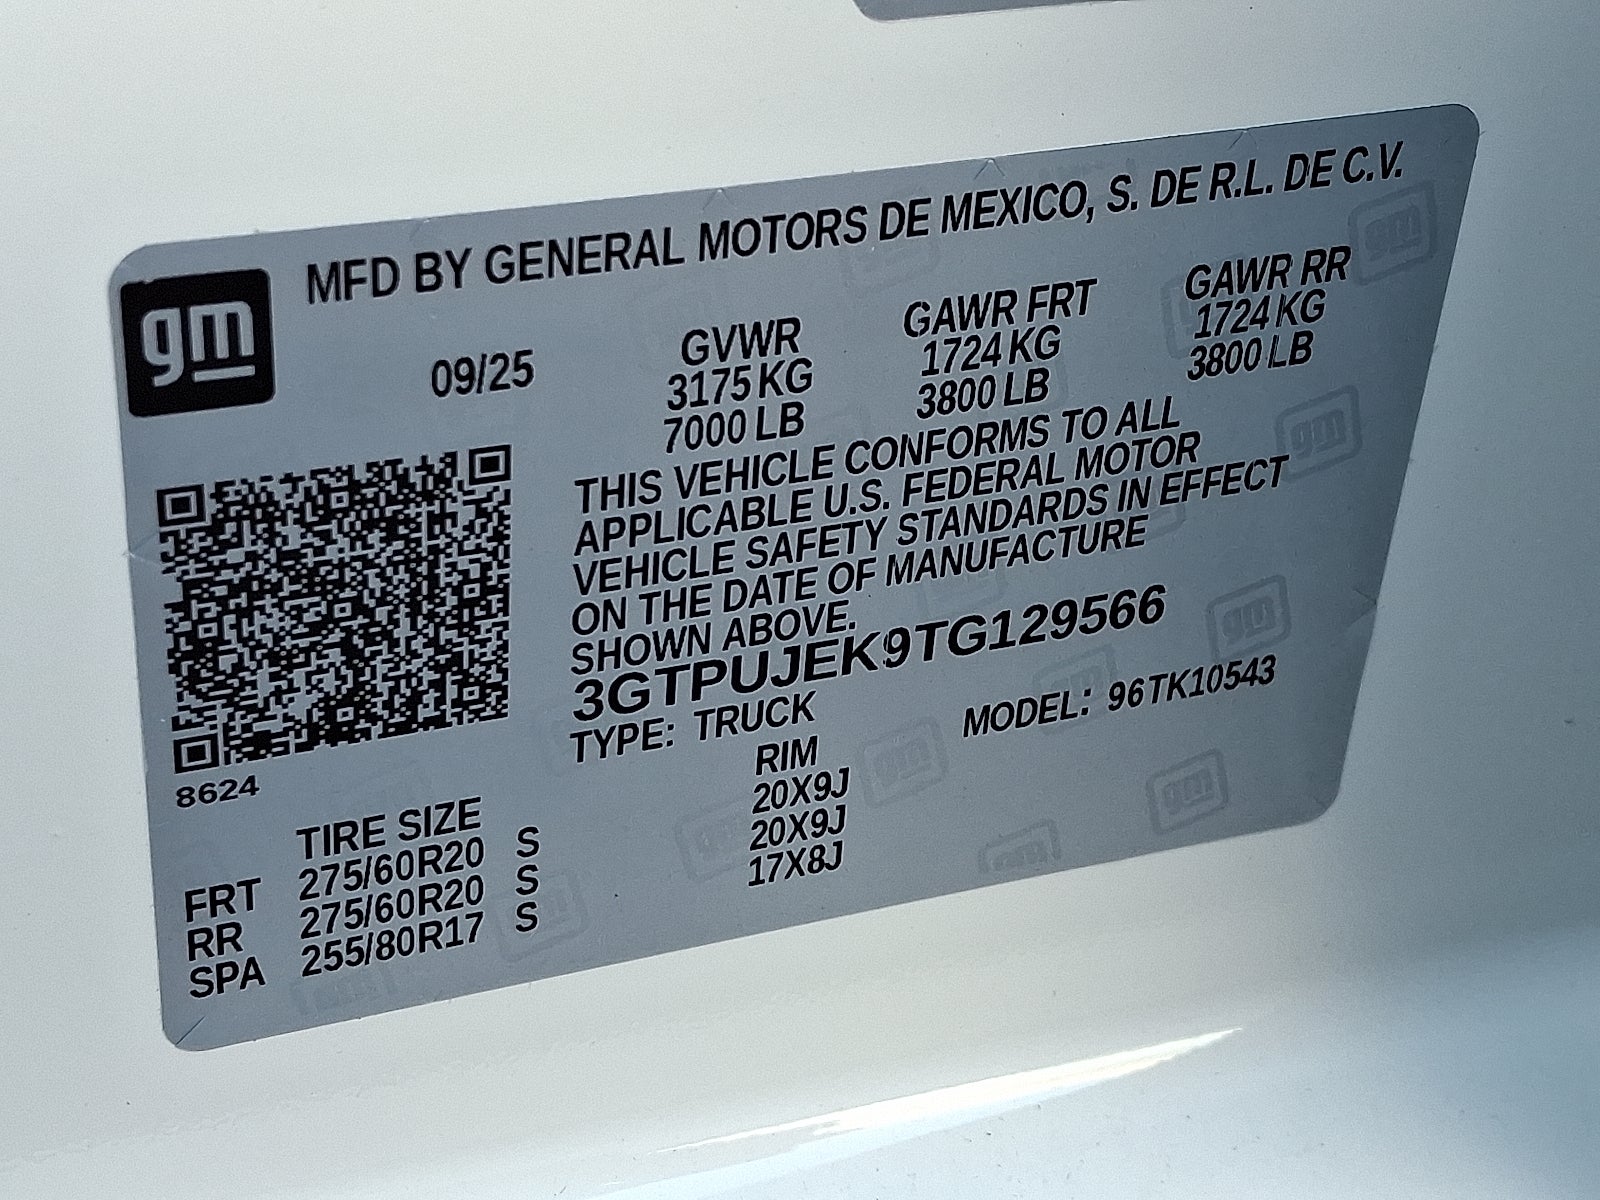 gm
MFD BY GENERAL MOTORS DE MEXICO, S. DE R.L. DE C.V.
09/25
GVWR GAWR FRT GAWR RR
3175 KG 1724 KG 1724 KG
7000 LB 3800 LB 3800 LB
THIS VEHICLE CONFORMS TO ALL
APPLICABLE U.S. FEDERAL MOTOR
VEHICLE SAFETY STANDARDS IN EFFECT
ON THE DATE OF MANUFACTURE
SHOWN ABOVE.
3GTPUJEK9TG129566
TYPE: TRUCK MODEL: 96TK10543
8624
TIRE SIZE RIM
FRT 275/60R20 S 20X9J
RR 275/60R20 S 20X9J
SPA 255/80R17 S 17X8J